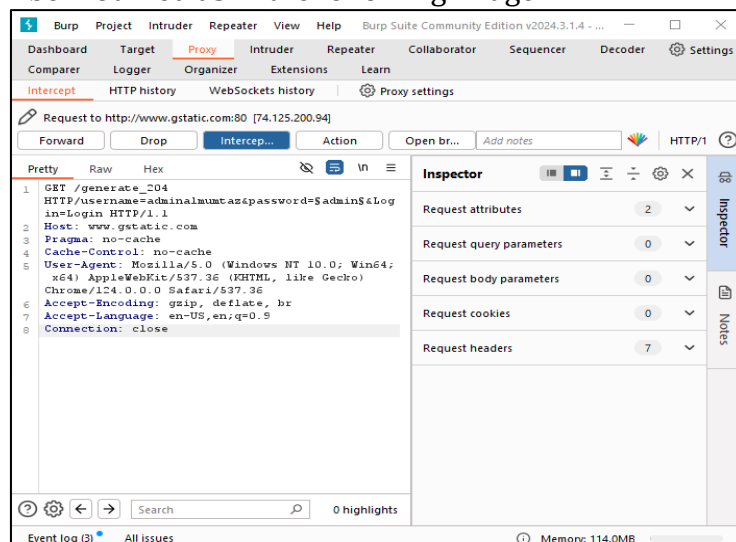 Burp Project Intruder Repeater View Help Burp Suite Community Edition v2024.3.1.4 - ...
Dashboard Target Proxy Intruder Repeater Collaborator Sequencer Decoder Settings
Comparer Logger Organizer Extensions Learn
Intercept HTTP history WebSockets history Proxy settings
Request to http://www.gstatic.com:80 [74.125.200.94]
Forward Drop Intercep... Action Open br... Add notes HTTP/1
Pretty Raw Hex \n
Inspector
1 GET /generate_204
HTTP/username=adminalmumtaz&password=§admin§&Log
in=Login HTTP/1.1
2 Host: www.gstatic.com
3 Pragma: no-cache
4 Cache-Control: no-cache
5 User-Agent: Mozilla/5.0 (Windows NT 10.0; Win64;
x64) AppleWebKit/537.36 (KHTML, like Gecko)
Chrome/124.0.0.0 Safari/537.36
6 Accept-Encoding: gzip, deflate, br
7 Accept-Language: en-US,en;q=0.9
8 Connection: close
Request attributes 2
Request query parameters 0
Request body parameters 0
Request cookies 0
Request headers 7
Inspector
Notes
Search 0 highlights
Event log (3) All issues Memory: 114.0MB